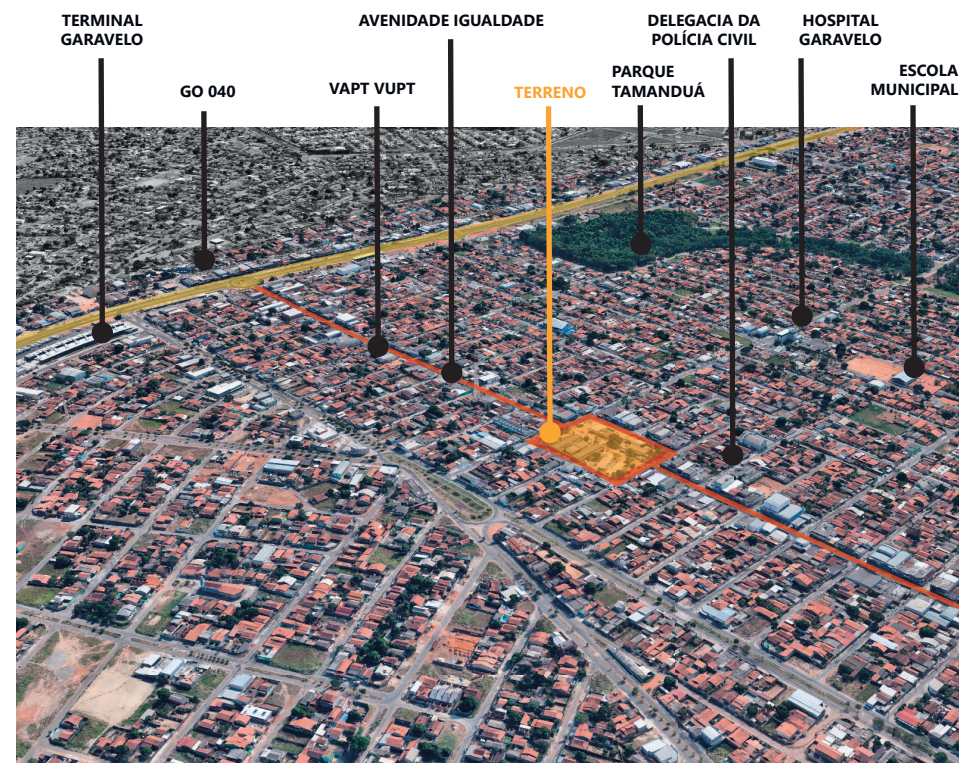 TERMINAL
GARAVELO
GO 040
VAPT VUPT
AVENIDADE IGUALDADE
TERRENO
PARQUE
TAMANDUÁ
DELEGACIA DA
POLÍCIA CIVIL
HOSPITAL
GARAVELO
ESCOLA
MUNICIPAL